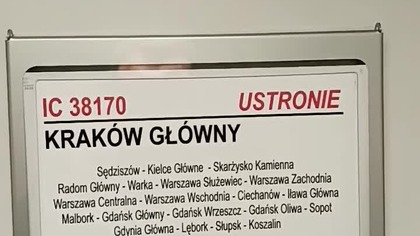 IC 38170 USTRONIE
KRAKÓW GŁÓWNY
Sędziszów - Kielce Główne - Skarżysko Kamienna
Radom Główny - Warka - Warszawa Służewiec - Warszawa Zachodnia
Warszawa Centralna - Warszawa Wschodnia - Ciechanów - Iława Główna
Malbork - Gdańsk Główny - Gdańsk Wrzeszcz - Gdańsk Oliwa - Sopot
Gdynia Główna - Lębork - Słupsk - Koszalin